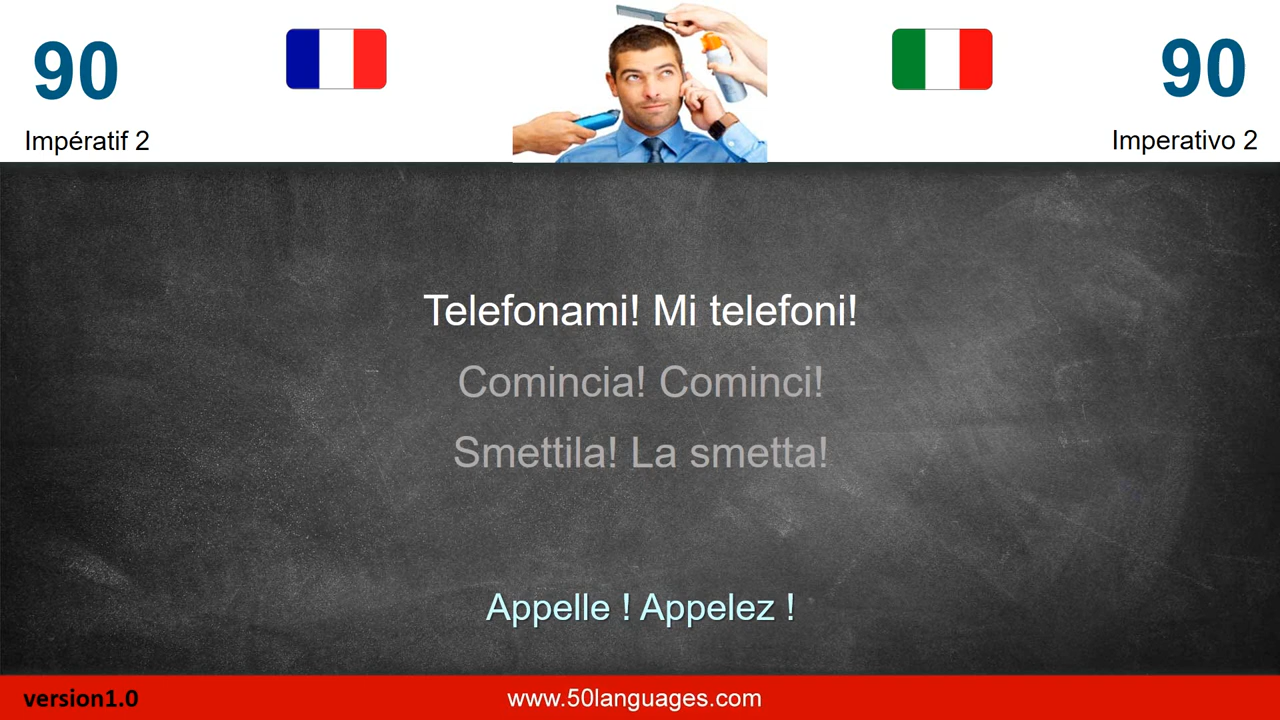 90
90
Impératif 2
Imperativo 2
Telefonami! Mi telefoni!
Comincia! Cominci!
Smettila! La smetta!
Appelle ! Appelez !
version1.0
www.50languages.com